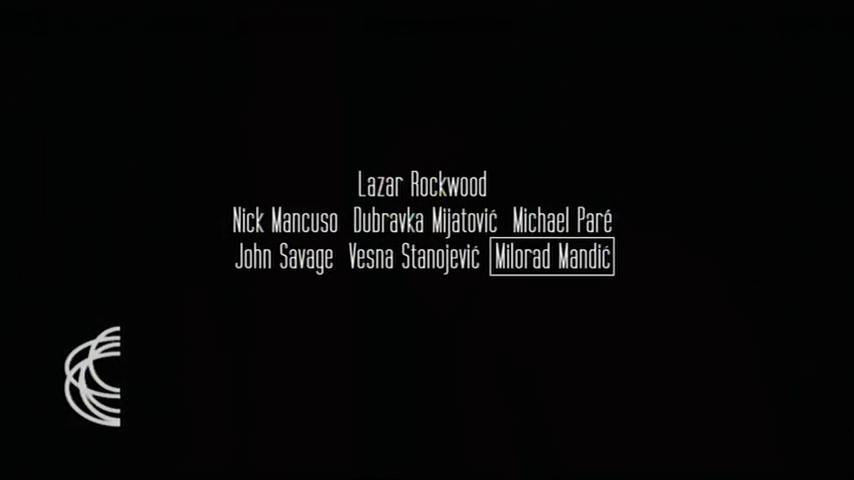 Lazar Rockwood
Nick Mancuso Dubravka Mijatović Michael Paré
John Savage Vesna Stanojević Milorad Mandić